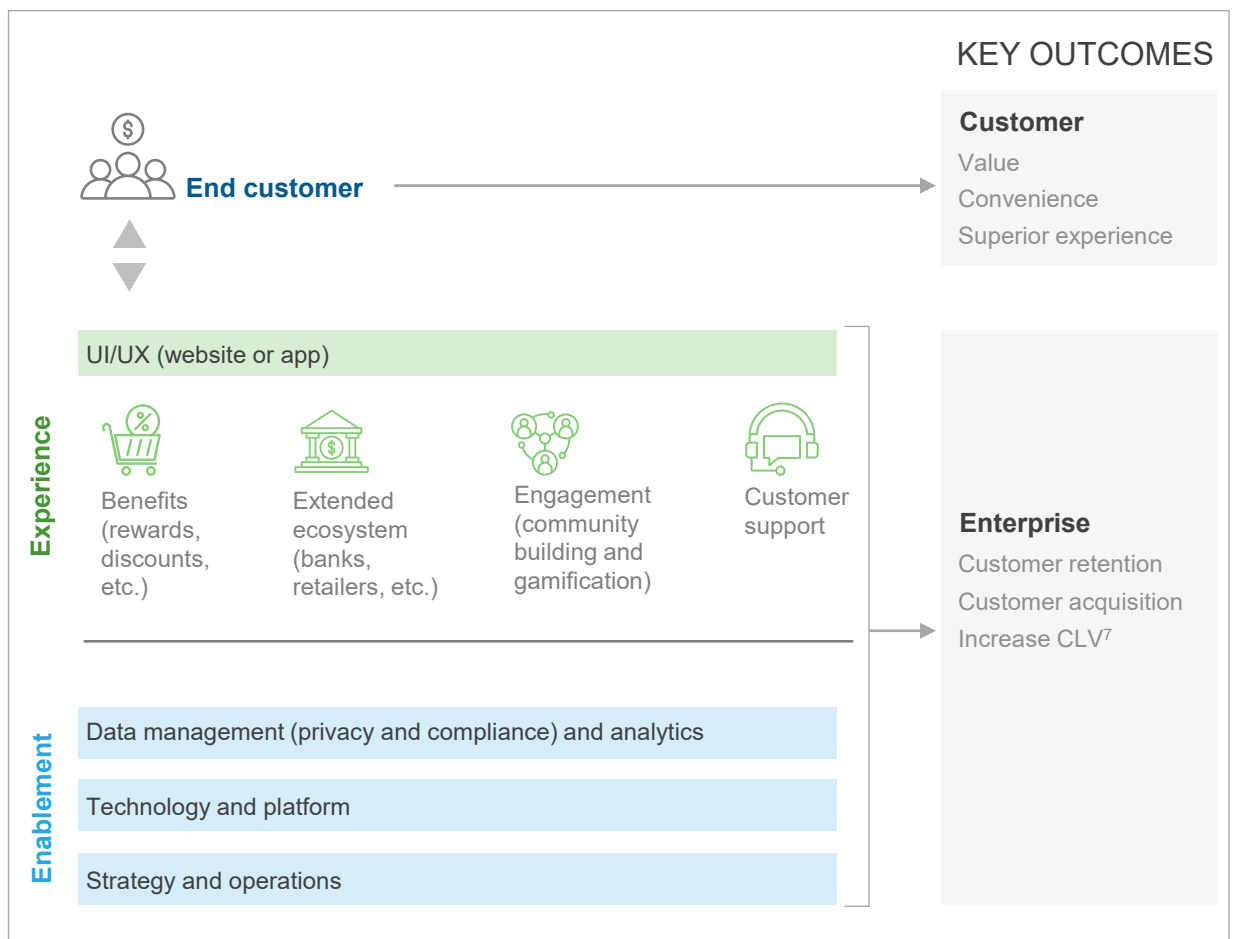 KEY OUTCOMES
$
End customer
Customer
Value
Convenience
Superior experience
UI/UX (website or app)
Experience
%
Benefits
(rewards,
discounts,
etc.)
$
Extended
ecosystem
(banks,
retailers, etc.)
Engagement
(community
building and
gamification)
Customer
support
Enterprise
Customer retention
Customer acquisition
Increase CLV⁷
Enablement
Data management (privacy and compliance) and analytics
Technology and platform
Strategy and operations